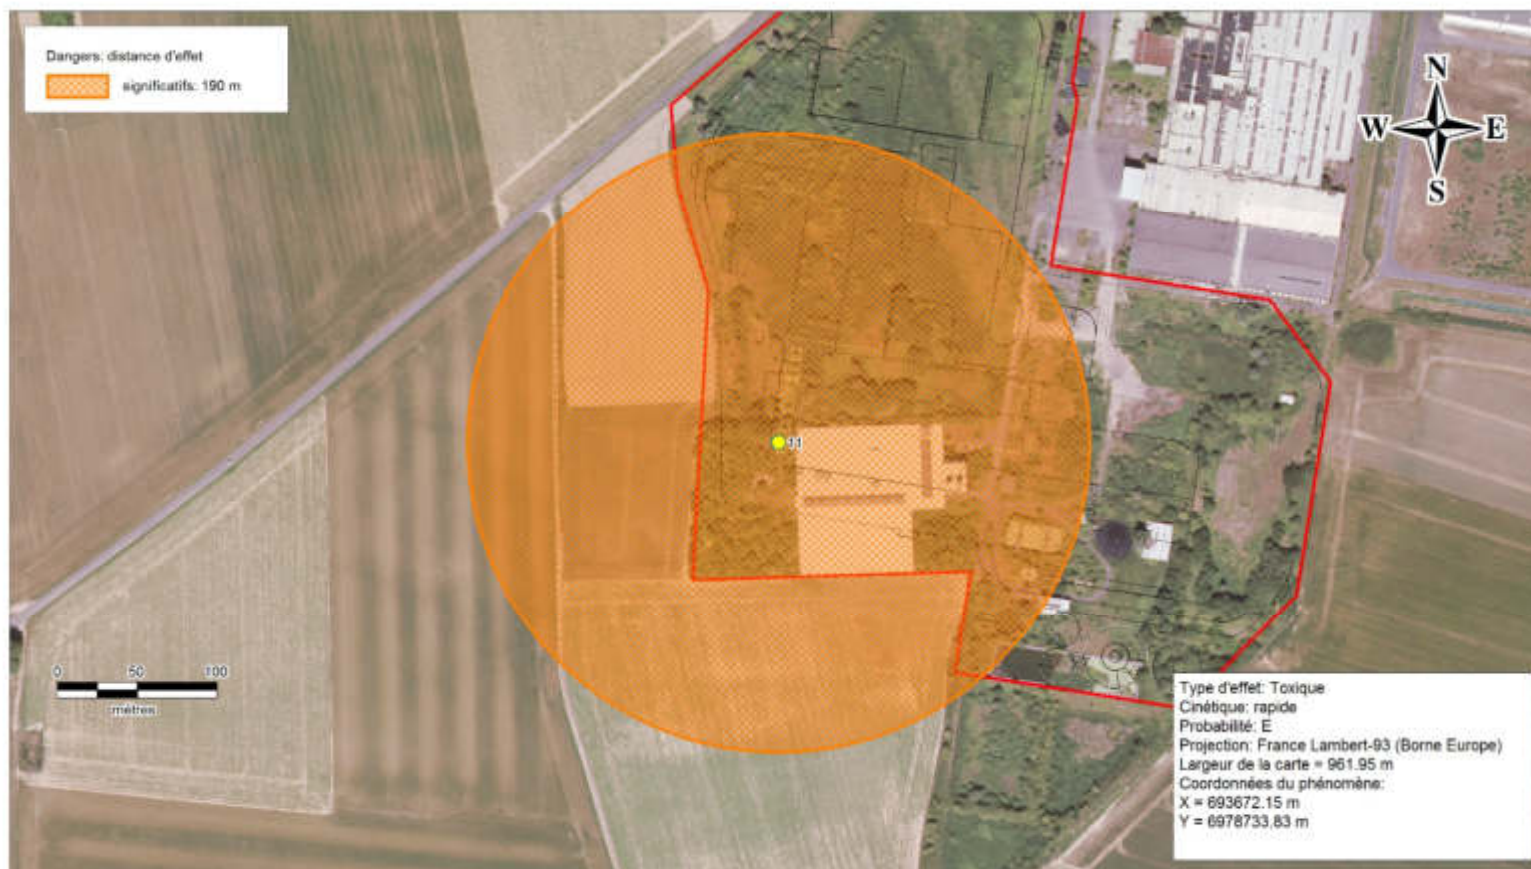 Dangers: distance d'effet
significatifs: 190 m
N
W E
S
11
0 50 100
mètres
Type d'effet: Toxique
Cinétique: rapide
Probabilité: E
Projection: France Lambert-93 (Borne Europe)
Largeur de la carte = 961.95 m
Coordonnées du phénomène:
X = 693672.15 m
Y = 6978733,83 m